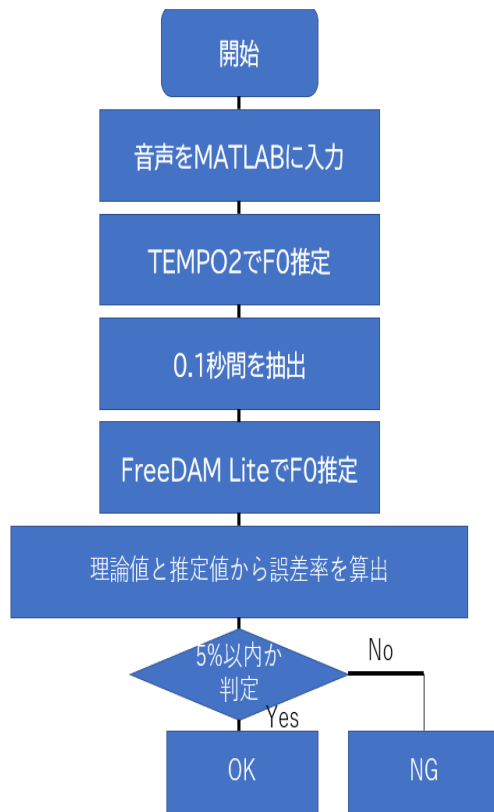 開始
音声をMATLABに入力
TEMPO2でF0推定
0.1秒間を抽出
FreeDAM LiteでF0推定
理論値と推定値から誤差率を算出
5%以内か
判定
No
Yes
OK
NG